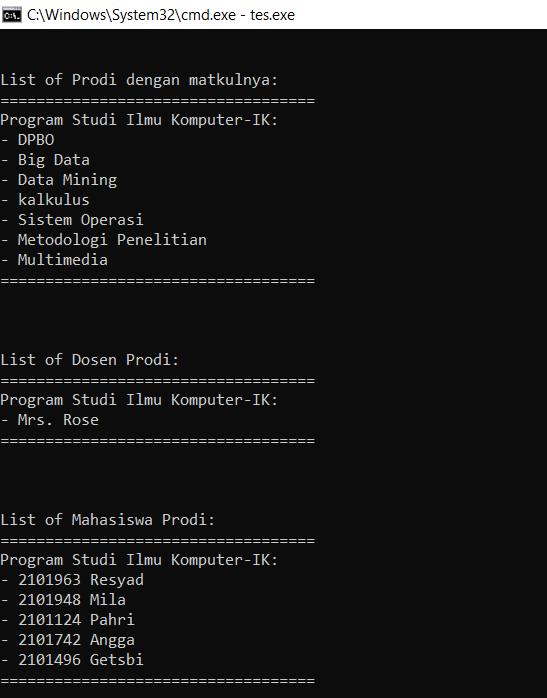 C:\Windows\System32\cmd.exe - tes.exe
List of Prodi dengan matkulnya:
===================================
Program Studi Ilmu Komputer-IK:
- DPBO
- Big Data
- Data Mining
- kalkulus
- Sistem Operasi
- Metodologi Penelitian
- Multimedia
===================================
List of Dosen Prodi:
===================================
Program Studi Ilmu Komputer-IK:
- Mrs. Rose
===================================
List of Mahasiswa Prodi:
===================================
Program Studi Ilmu Komputer-IK:
- 2101963 Resyad
- 2101948 Mila
- 2101124 Pahri
- 2101742 Angga
- 2101496 Getsbi
===================================